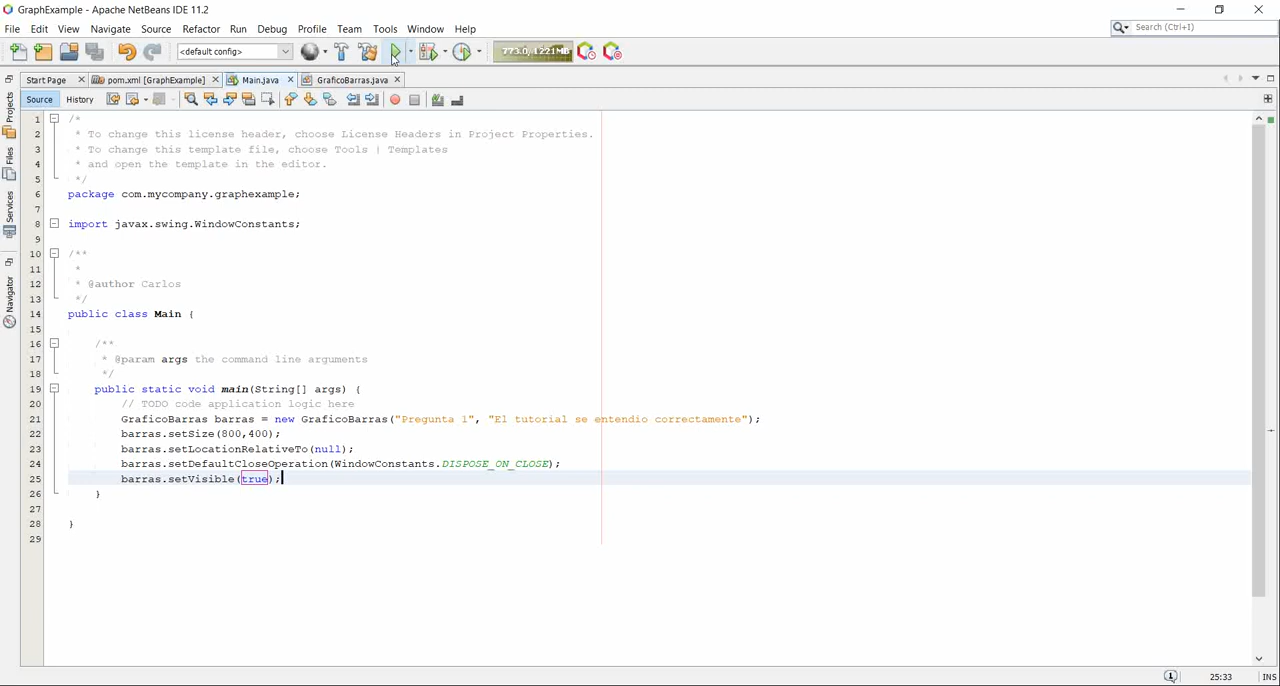 GraphExample - Apache NetBeans IDE 11.2
File Edit View Navigate Source Refactor Run Debug Profile Team Tools Window Help
Search (Ctrl+I)
<default config>
Start Page pom.xml [GraphExample] Main.java GraficoBarras.java
Source History
Projects
Files
Services
Navigator
1 /*
2 * To change this license header, choose License Headers in Project Properties.
3 * To change this template file, choose Tools | Templates
4 * and open the template in the editor.
5 */
6 package com.mycompany.graphexample;
7
8 import javax.swing.WindowConstants;
9
10 /**
11 *
12 * @author Carlos
13 */
14 public class Main {
15
16 /**
17 * @param args the command line arguments
18 */
19 public static void main(String[] args) {
20 // TODO code application logic here
21 GraficoBarras barras = new GraficoBarras("Pregunta 1", "El tutorial se entendio correctamente");
22 barras.setSize(800,400);
23 barras.setLocationRelativeTo(null);
24 barras.setDefaultCloseOperation(WindowConstants.DISPOSE_ON_CLOSE);
25 barras.setVisible(true);
26 }
27
28 }
29
25:33 INS